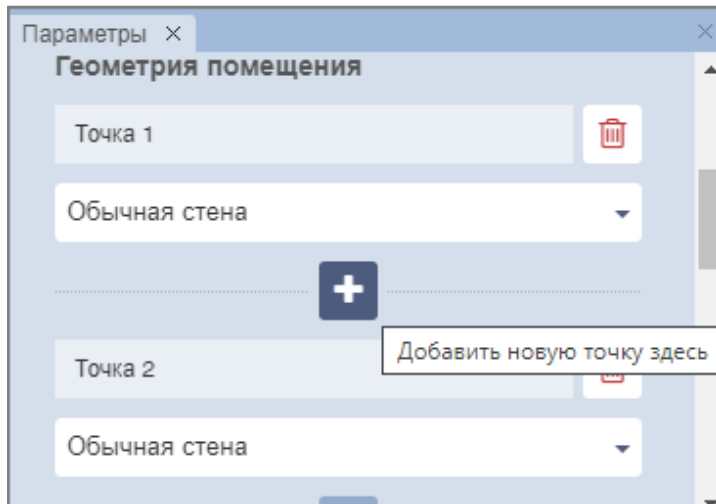 Параметры
Геометрия помещения
Точка 1
Обычная стена
Добавить новую точку здесь
Точка 2
Обычная стена